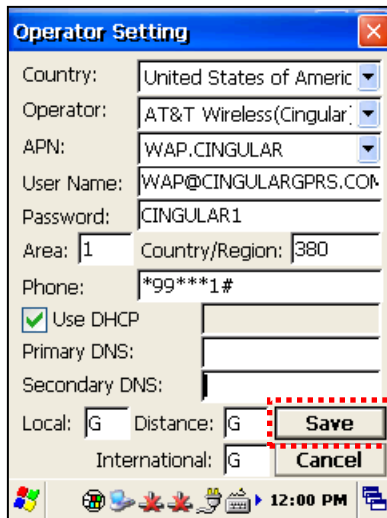 Operator Setting
Country: United States of Americ
Operator: AT&T Wireless(Cingular)
APN: WAP.CINGULAR
User Name: WAP@CINGULARGPRS.COM
Password: CINGULAR1
Area: 1 Country/Region: 380
Phone: *99***1#
Use DHCP
Primary DNS:
Secondary DNS:
Local: G Distance: G Save
International: G Cancel
12:00 PM